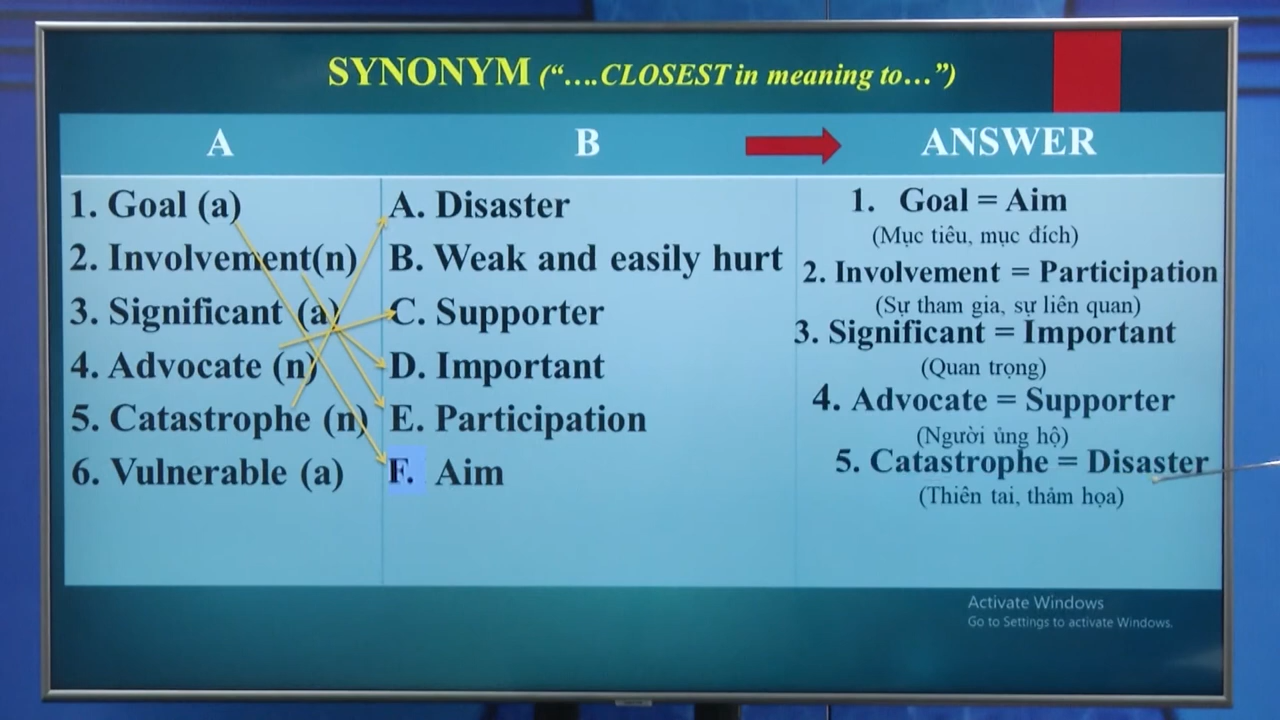 SYNONYM (“….CLOSEST in meaning to…”)
A
B
ANSWER
1. Goal (a)
2. Involvement(n)
3. Significant (a)
4. Advocate (n)
5. Catastrophe (n)
6. Vulnerable (a)
A. Disaster
B. Weak and easily hurt
C. Supporter
D. Important
E. Participation
F. Aim
1. Goal = Aim
(Mục tiêu, mục đích)
2. Involvement = Participation
(Sự tham gia, sự liên quan)
3. Significant = Important
(Quan trọng)
4. Advocate = Supporter
(Người ủng hộ)
5. Catastrophe = Disaster
(Thiên tai, thảm họa)
Activate Windows
Go to Settings to activate Windows.